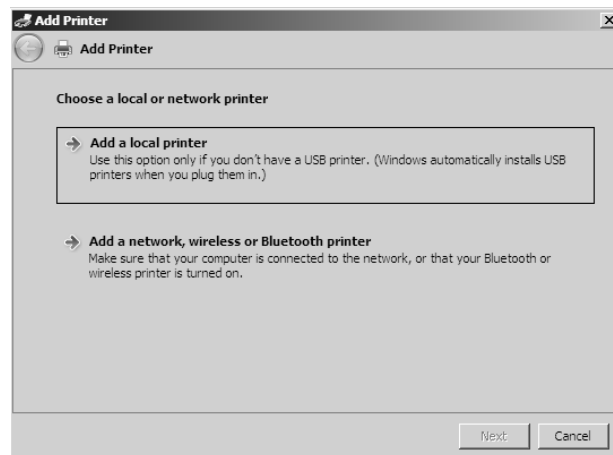 Add Printer
Add Printer
Choose a local or network printer
Add a local printer
Use this option only if you don't have a USB printer. (Windows automatically installs USB
printers when you plug them in.)
Add a network, wireless or Bluetooth printer
Make sure that your computer is connected to the network, or that your Bluetooth or
wireless printer is turned on.
Next Cancel